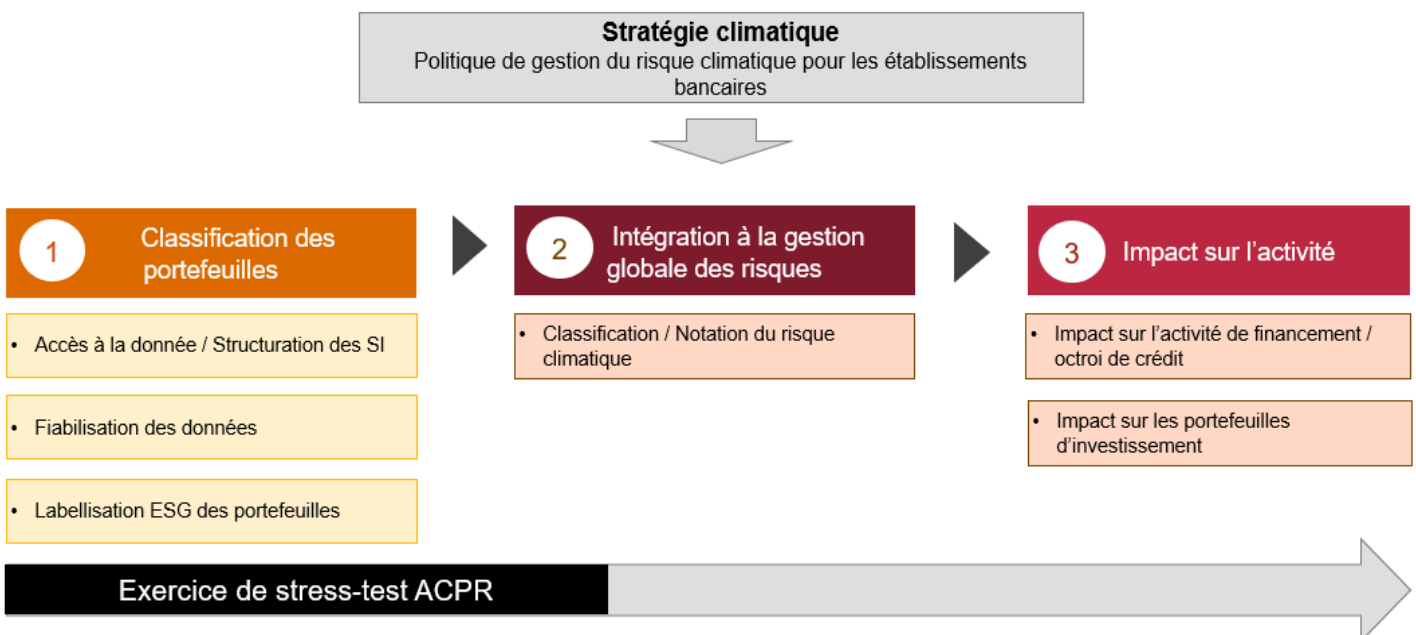 Stratégie climatique
Politique de gestion du risque climatique pour les établissements
bancaires
1
Classification des
portefeuilles
2
Intégration à la gestion
globale des risques
3
Impact sur l'activité
• Accès à la donnée / Structuration des SI
• Fiabilisation des données
• Labellisation ESG des portefeuilles
• Classification / Notation du risque
climatique
• Impact sur l'activité de financement /
octroi de crédit
• Impact sur les portefeuilles
d'investissement
Exercice de stress-test ACPR